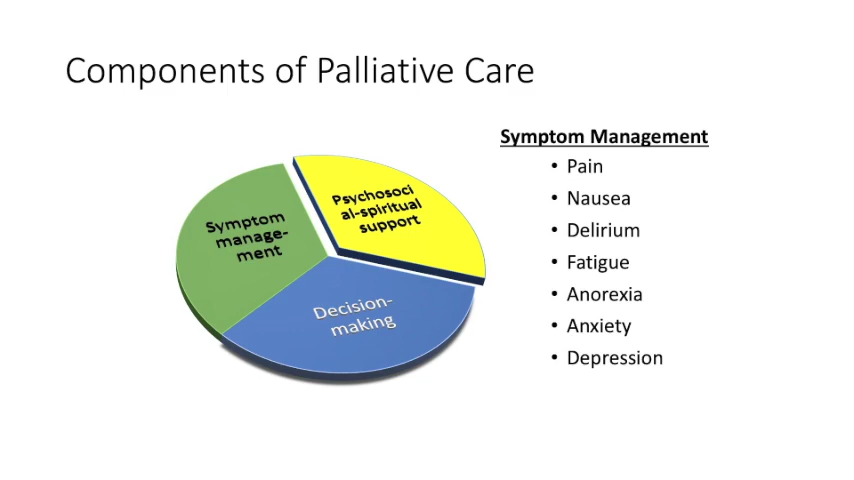 Components of Palliative Care
Symptom
manage-
ment
Psychosoci
al-spiritual
support
Decision-
making
Symptom Management
• Pain
• Nausea
• Delirium
• Fatigue
• Anorexia
• Anxiety
• Depression